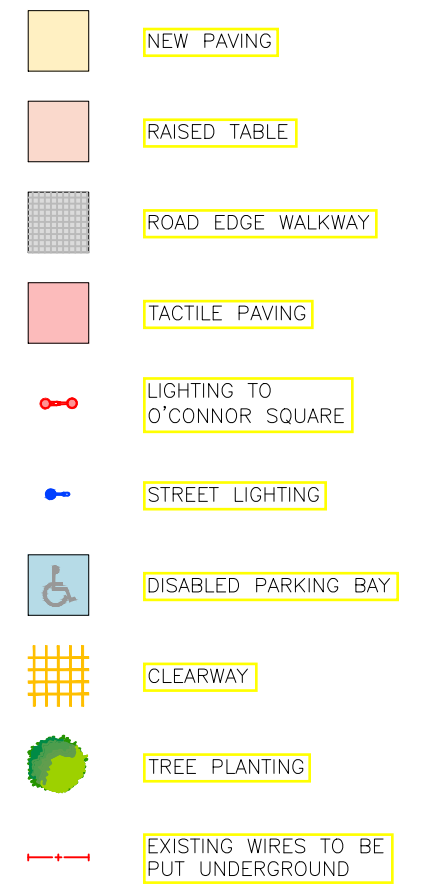 NEW PAVING
RAISED TABLE
ROAD EDGE WALKWAY
TACTILE PAVING
LIGHTING TO
O'CONNOR SQUARE
STREET LIGHTING
DISABLED PARKING BAY
CLEARWAY
TREE PLANTING
EXISTING WIRES TO BE
PUT UNDERGROUND